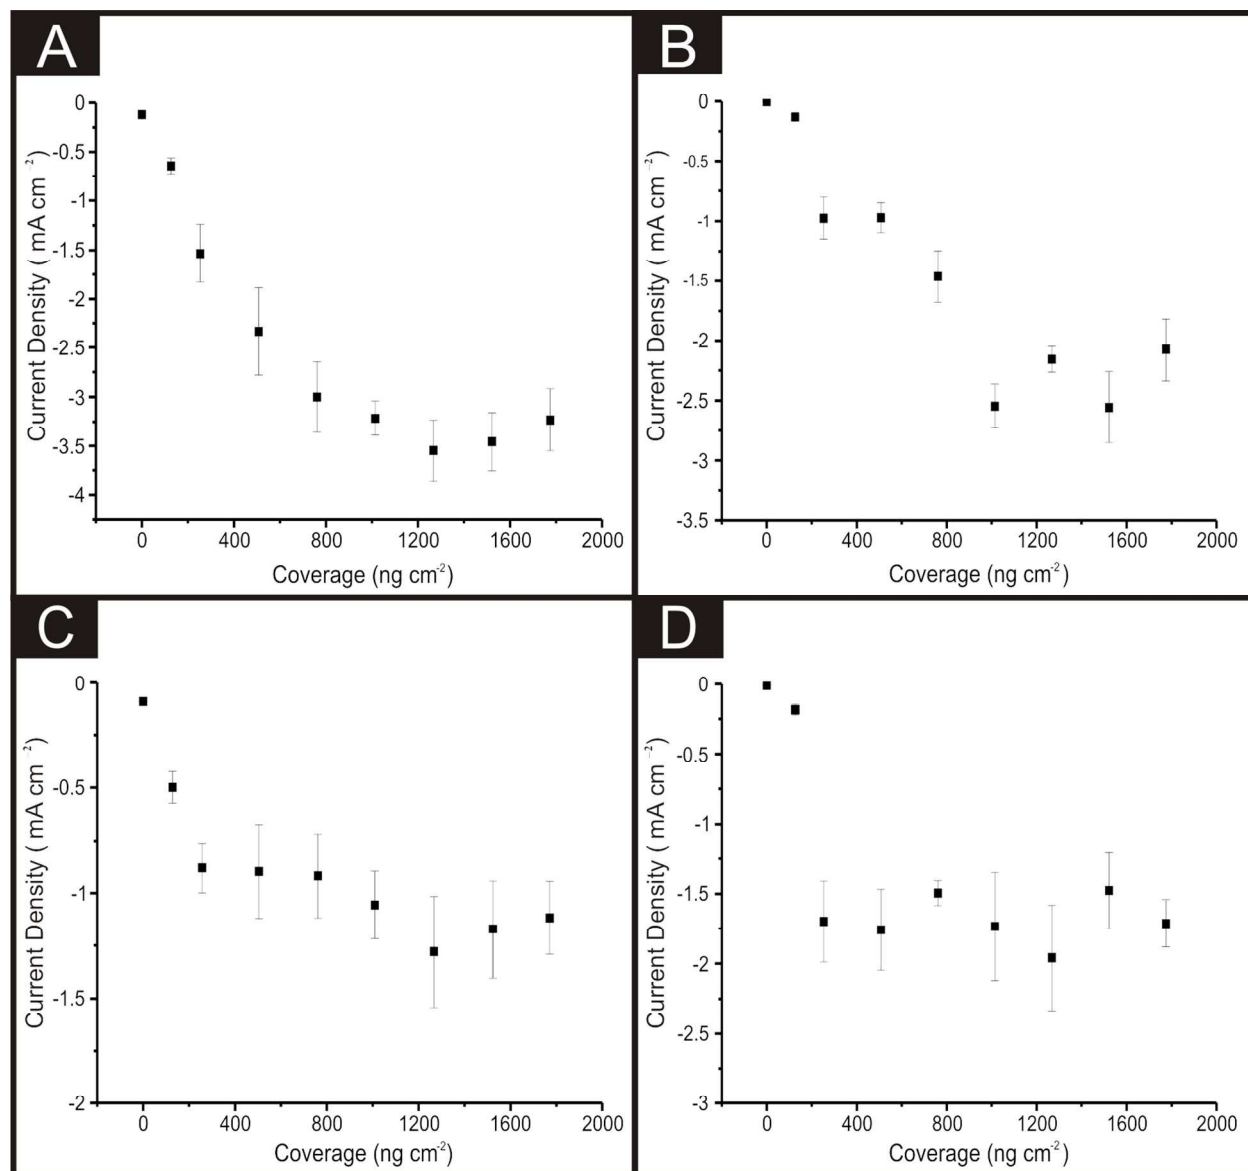 A
0
-0.5
-1
-1.5
-2
-2.5
-3
-3.5
-4
Current Density ( mA cm⁻²)
0 400 800 1200 1600 2000
Coverage (ng cm⁻²)
B
0
-0.5
-1
-1.5
-2
-2.5
-3
-3.5
Current Density ( mA cm⁻²)
0 400 800 1200 1600 2000
Coverage (ng cm⁻²)
C
0
-0.5
-1
-1.5
-2
Current Density ( mA cm⁻²)
0 400 800 1200 1600 2000
Coverage (ng cm⁻²)
D
0
-0.5
-1
-1.5
-2
-2.5
-3
Current Density ( mA cm⁻²)
0 400 800 1200 1600 2000
Coverage (ng cm⁻²)